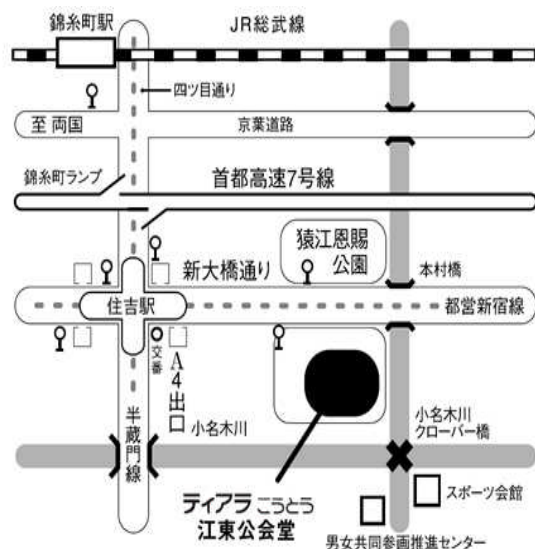 錦糸町駅
JR総武線
四ツ目通り
至 両国
京葉道路
錦糸町ランプ
首都高速7号線
猿江恩賜
公園
新大橋通り
本村橋
住吉駅
都営新宿線
交番
A4出口
半蔵門線
小名木川
小名木川
クローバー橋
ティアラ こうとう
江東公会堂
スポーツ会館
男女共同参画推進センター